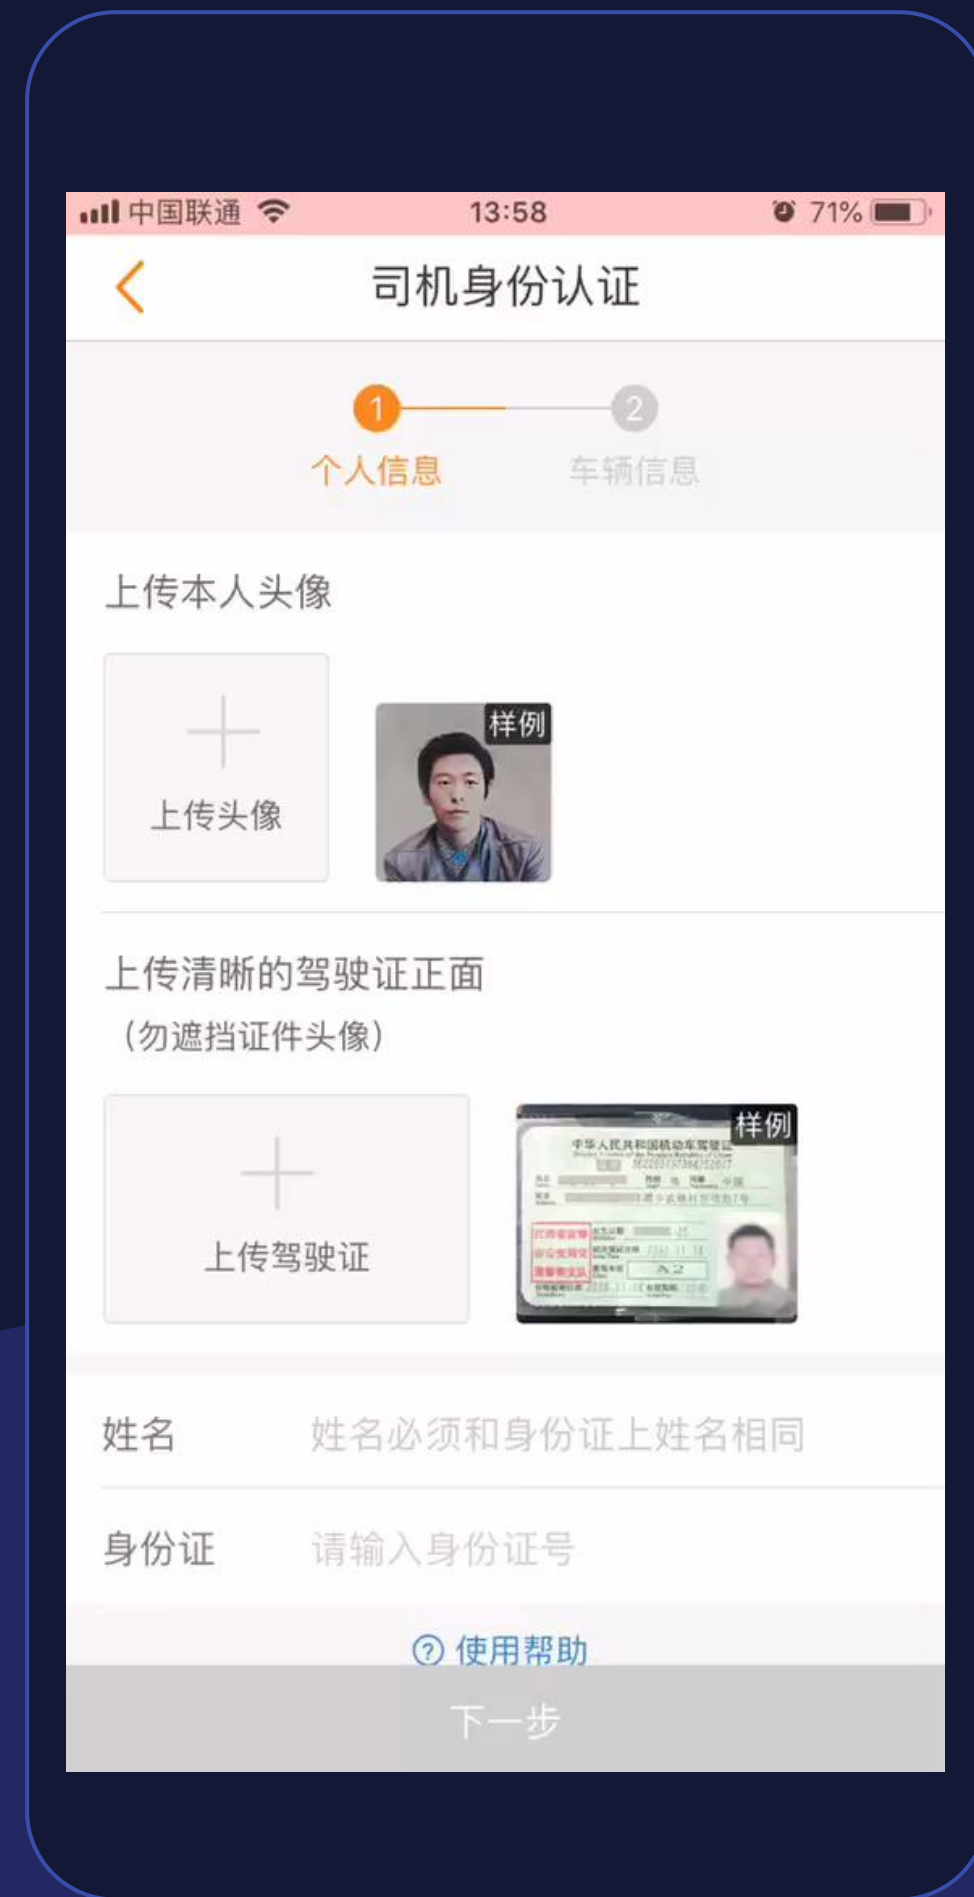 中国联通 13:58 71%
司机身份认证
1 2
个人信息 车辆信息
上传本人头像
样例
上传头像
上传清晰的驾驶证正面
（勿遮挡证件头像）
样例
中华人民共和国机动车驾驶证
上传驾驶证
姓名 姓名必须和身份证上姓名相同
身份证 请输入身份证号
? 使用帮助
下一步